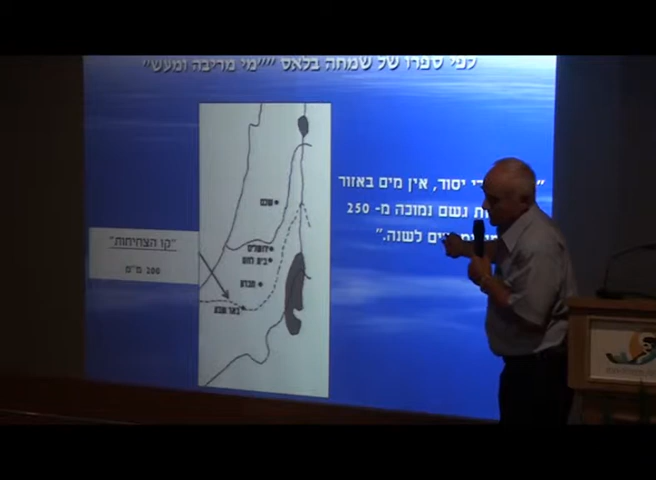 לפי ספרו של שמחה בלאס "מי מריבה ומעש"
יסוד, אין מים באזור
גשם נמוכה מ- 250
לשנה."
"קו הצחיחות"
200 מ"מ
שכם
ירושלים
בית לחם
חברון
באר שבע